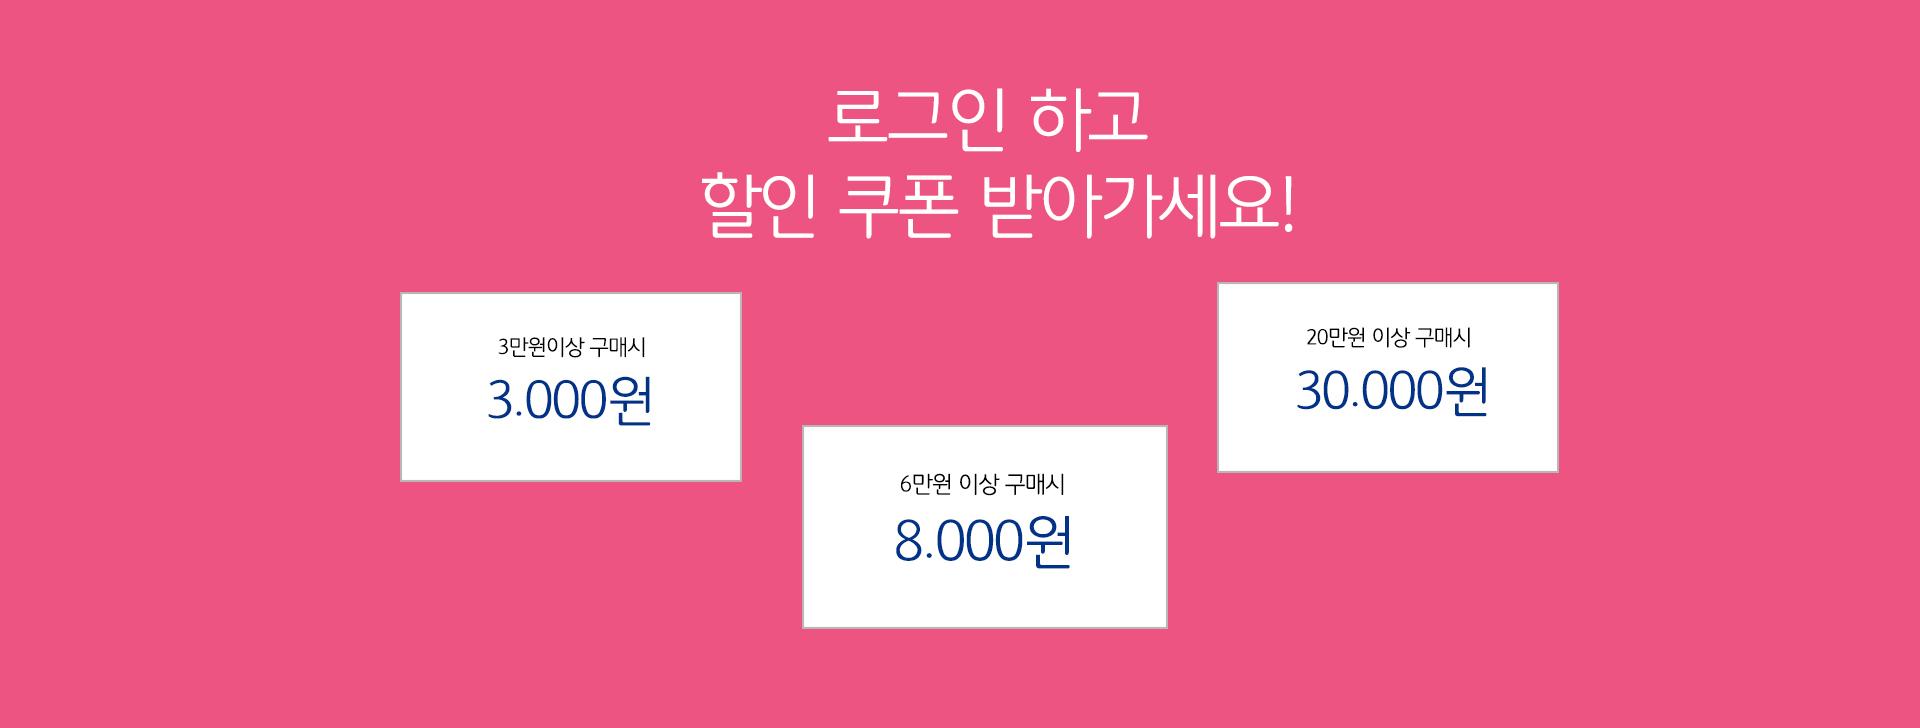 로그인 하고
할인 쿠폰 받아가세요!
3만원이상 구매시
3.000원
6만원 이상 구매시
8.000원
20만원 이상 구매시
30.000원